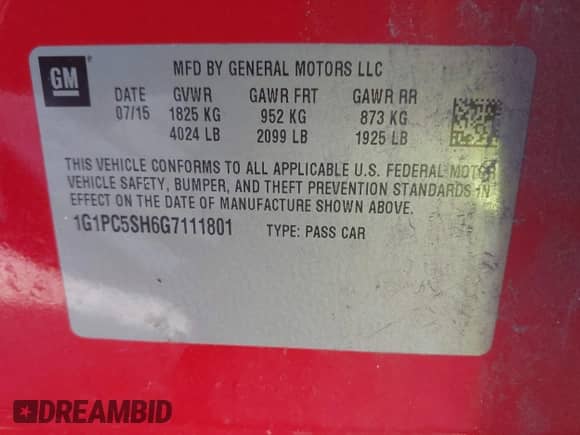 GM ®
MFD BY GENERAL MOTORS LLC
DATE GVWR GAWR FRT GAWR RR
07/15 1825 KG 952 KG 873 KG
4024 LB 2099 LB 1925 LB
THIS VEHICLE CONFORMS TO ALL APPLICABLE U.S. FEDERAL MOTOR
VEHICLE SAFETY, BUMPER, AND THEFT PREVENTION STANDARDS IN
EFFECT ON THE DATE OF MANUFACTURE SHOWN ABOVE.
1G1PC5SH6G7111801 TYPE: PASS CAR
DREAMBID